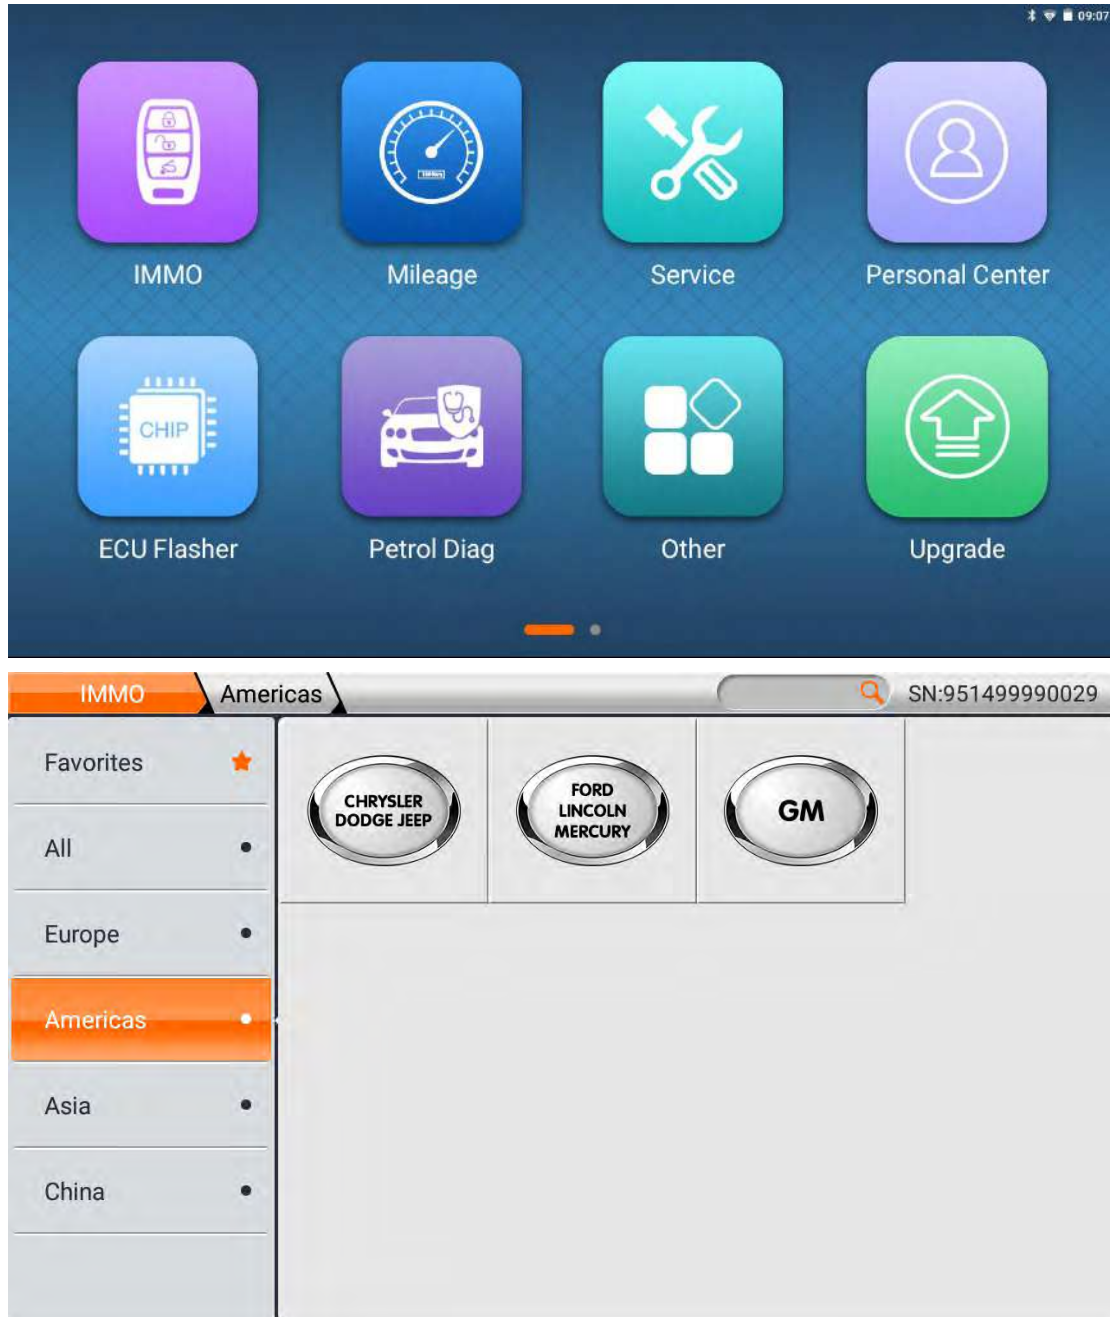 09:07
IMMO
Mileage
Service
Personal Center
CHIP
ECU Flasher
Petrol Diag
Other
Upgrade
IMMO
Americas
SN:951499990029
Favorites
All
Europe
Americas
Asia
China
CHRYSLER
DODGE JEEP
FORD
LINCOLN
MERCURY
GM